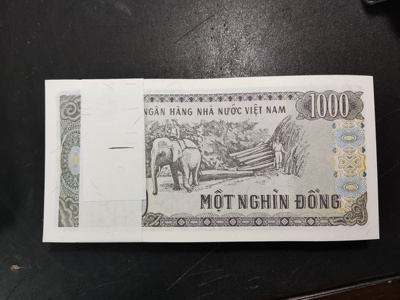 NGÂN HÀNG NHÀ NƯỚC VIỆT NAM
1000
MỘT NGHÌN ĐỒNG